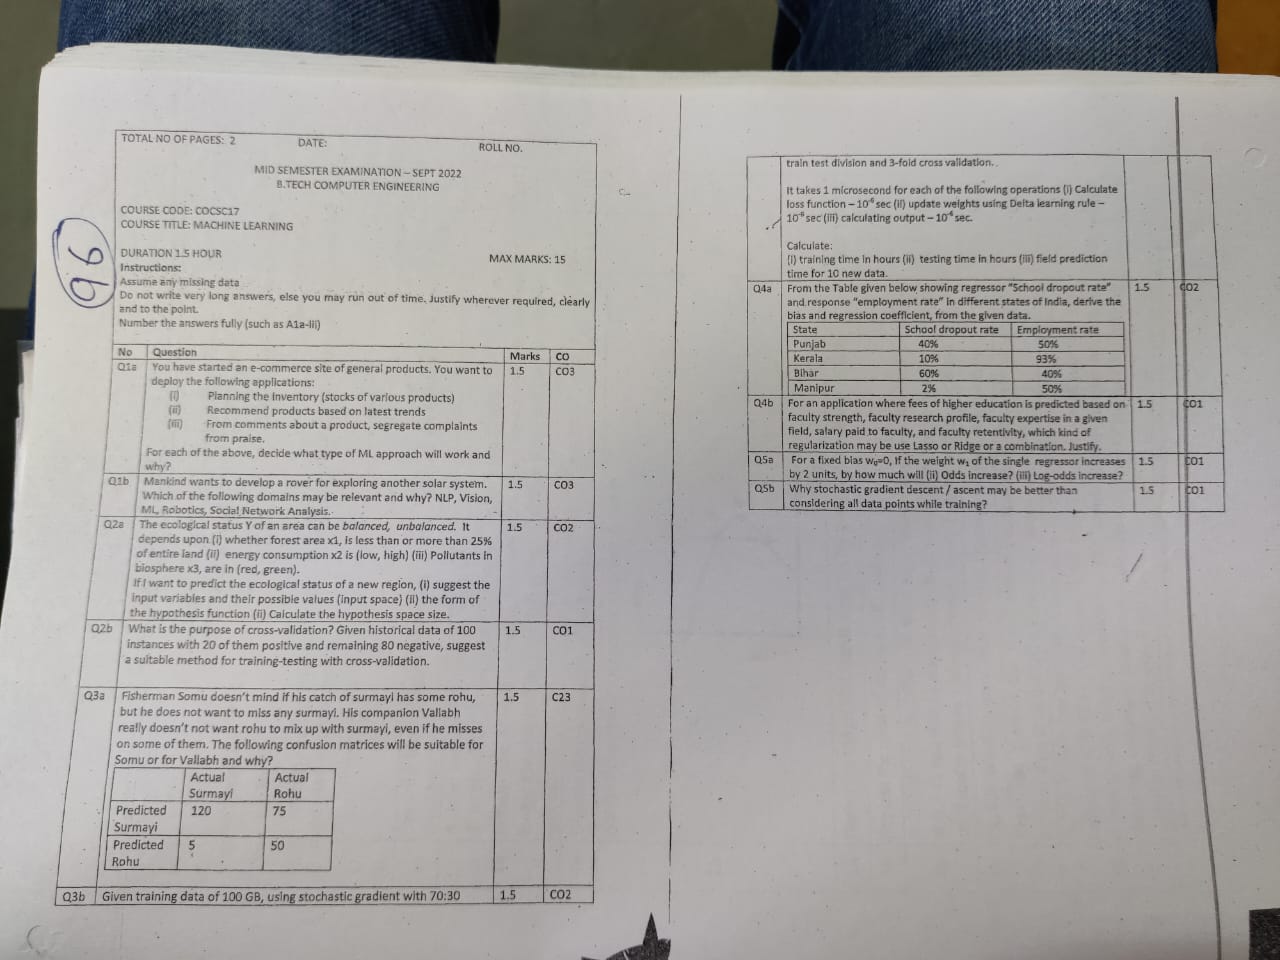 TOTAL NO OF PAGES: 2 DATE: ROLL NO.
MID SEMESTER EXAMINATION – SEPT 2022
B.TECH COMPUTER ENGINEERING
COURSE CODE: COCSC17
COURSE TITLE: MACHINE LEARNING
96
DURATION 1.5 HOUR MAX MARKS: 15
Instructions:
Assume any missing data
Do not write very long answers, else you may run out of time. Justify wherever required, clearly
and to the point.
Number the answers fully (such as A1a-iii)
No Question Marks CO
Q1a You have started an e-commerce site of general products. You want to 1.5 CO3
deploy the following applications:
(i) Planning the inventory (stocks of various products)
(ii) Recommend products based on latest trends
(iii) From comments about a product, segregate complaints
from praise.
For each of the above, decide what type of ML approach will work and
why?
Q1b Mankind wants to develop a rover for exploring another solar system. 1.5 CO3
Which of the following domains may be relevant and why? NLP, Vision,
ML, Robotics, Social Network Analysis.
Q2a The ecological status Y of an area can be balanced, unbalanced. It 1.5 CO2
depends upon (i) whether forest area x1, is less than or more than 25%
of entire land (ii) energy consumption x2 is (low, high) (iii) Pollutants in
biosphere x3, are in (red, green).
If I want to predict the ecological status of a new region, (i) suggest the
input variables and their possible values (input space) (ii) the form of
the hypothesis function (ii) Calculate the hypothesis space size.
Q2b What is the purpose of cross-validation? Given historical data of 100 1.5 CO1
instances with 20 of them positive and remaining 80 negative, suggest
a suitable method for training-testing with cross-validation.
Q3a Fisherman Somu doesn't mind if his catch of surmayi has some rohu, 1.5 C23
but he does not want to miss any surmayi. His companion Vallabh
really doesn't not want rohu to mix up with surmayi, even if he misses
on some of them. The following confusion matrices will be suitable for
Somu or for Vallabh and why?
Actual Surmayi Actual Rohu
Predicted Surmayi 120 75
Predicted Rohu 5 50
Q3b Given training data of 100 GB, using stochastic gradient with 70:30 1.5 CO2
train test division and 3-fold cross validation.
It takes 1 microsecond for each of the following operations (i) Calculate
loss function – sec (ii) update weights using Delta learning rule –
sec (iii) calculating output – sec.
Calculate:
(i) training time in hours (ii) testing time in hours (iii) field prediction
time for 10 new data.
Q4a From the Table given below showing regressor "School dropout rate" 1.5 CO2
and response "employment rate" in different states of India, derive the
bias and regression coefficient, from the given data.
State School dropout rate Employment rate
Punjab 40% 50%
Kerala 10% 93%
Bihar 60% 40%
Manipur 2% 50%
Q4b For an application where fees of higher education is predicted based on 1.5 CO1
faculty strength, faculty research profile, faculty expertise in a given
field, salary paid to faculty, and faculty retentivity, which kind of
regularization may be use Lasso or Ridge or a combination. Justify.
Q5a For a fixed bias w₀=0, if the weight w₁ of the single regressor increases 1.5 CO1
by 2 units, by how much will (ii) Odds increase? (iii) Log-odds increase?
Q5b Why stochastic gradient descent / ascent may be better than 1.5 CO1
considering all data points while training?